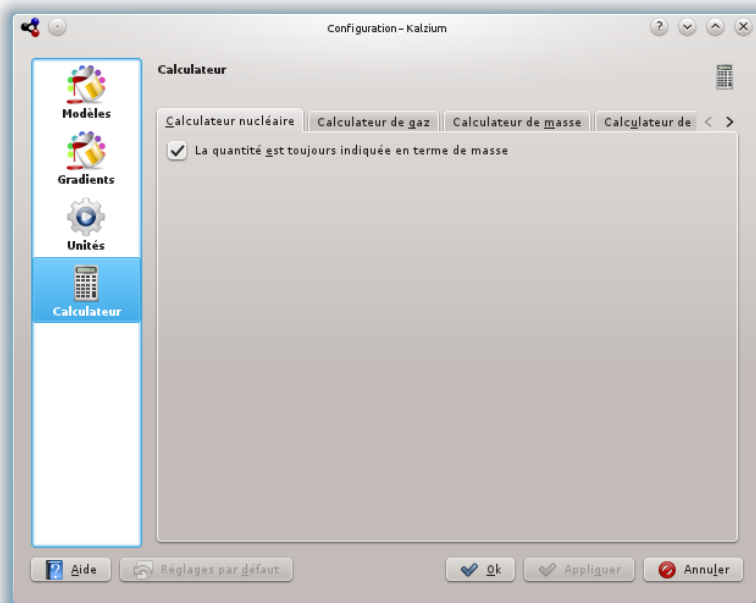 Configuration – Kalzium
Modèles
Gradients
Unités
Calculateur
Calculateur
Calculateur nucléaire
Calculateur de gaz
Calculateur de masse
Calculateur de
La quantité est toujours indiquée en terme de masse
Aide
Réglages par défaut
Ok
Appliquer
Annuler